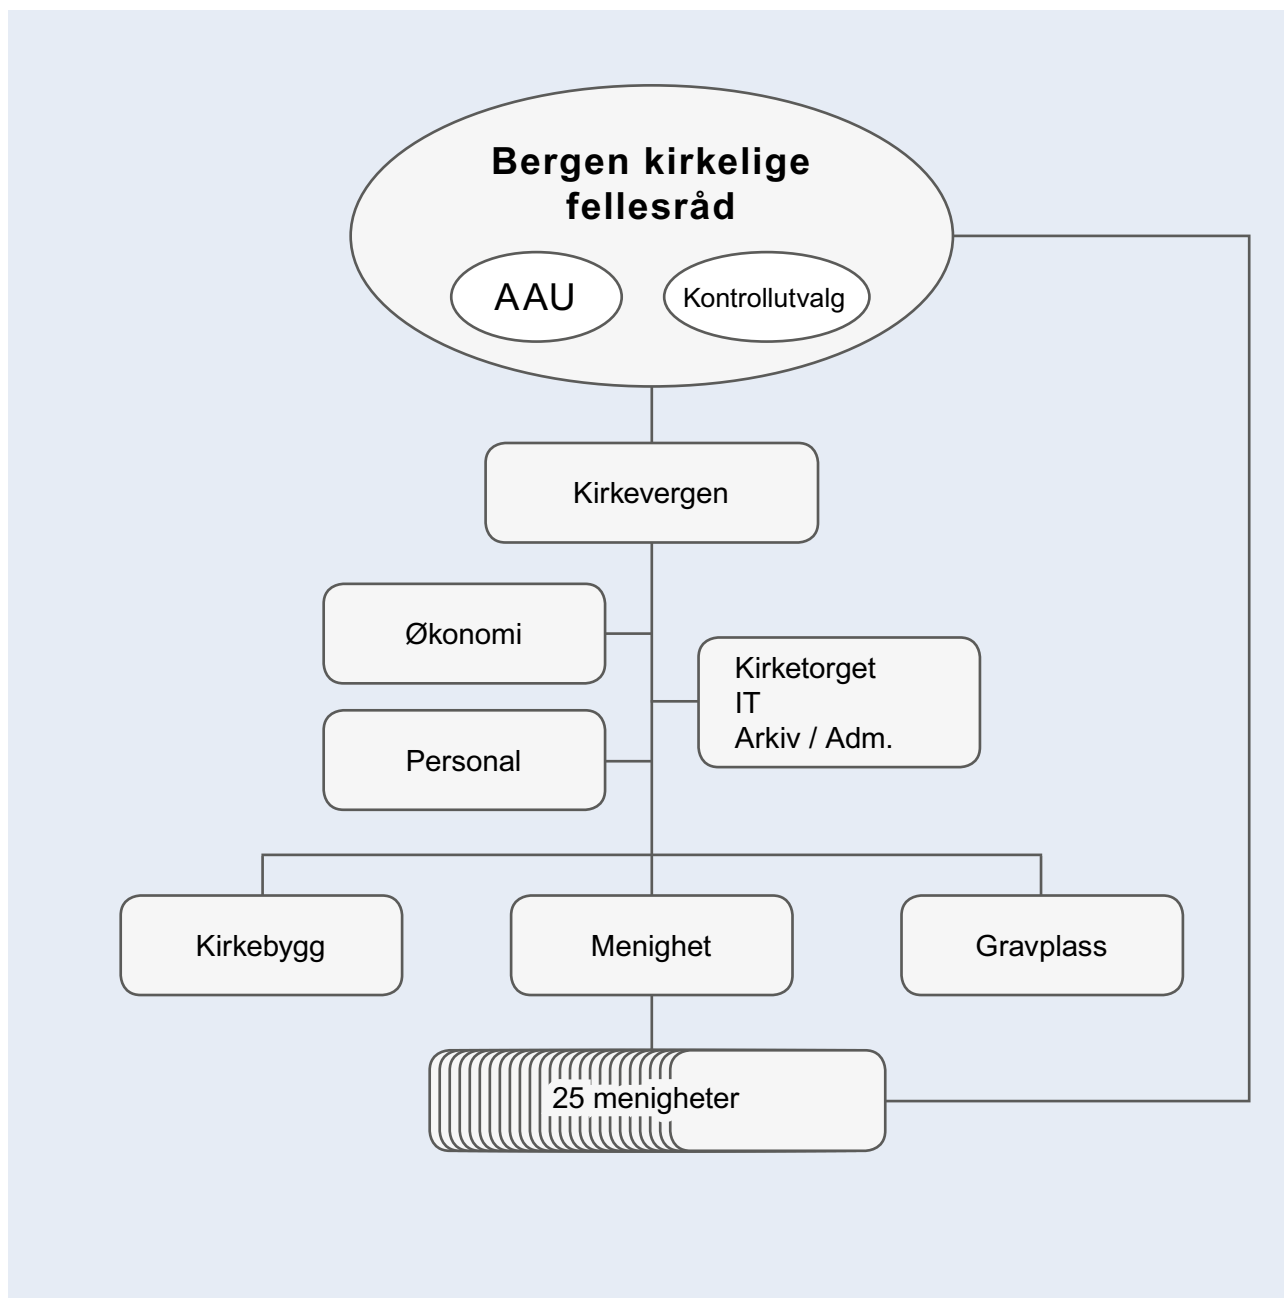 Bergen kirkelige
fellesråd
AAU
Kontrollutvalg
Kirkevergen
Økonomi
Kirketorget
IT
Arkiv / Adm.
Personal
Kirkebygg
Menighet
Gravplass
25 menigheter